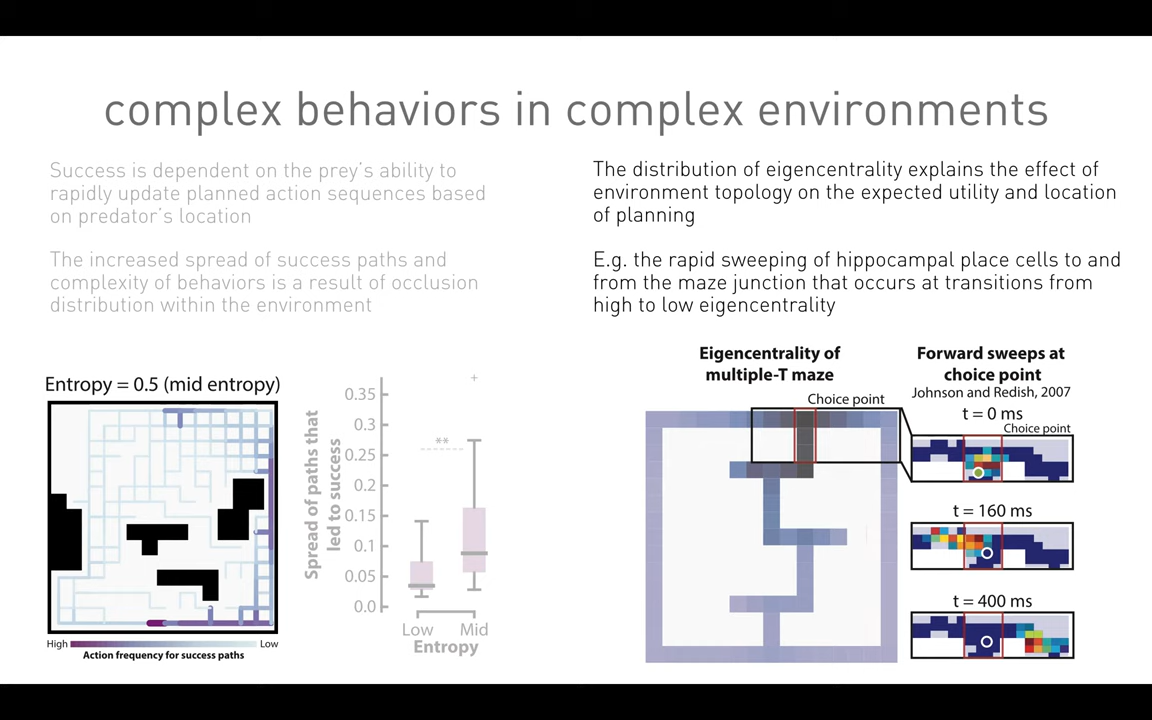 complex behaviors in complex environments
Success is dependent on the prey's ability to
rapidly update planned action sequences based
on predator's location
The increased spread of success paths and
complexity of behaviors is a result of occlusion
distribution within the environment
The distribution of eigencentrality explains the effect of
environment topology on the expected utility and location
of planning
E.g. the rapid sweeping of hippocampal place cells to and
from the maze junction that occurs at transitions from
high to low eigencentrality
Entropy = 0.5 (mid entropy)
High
Low
Action frequency for success paths
Spread of paths that
led to success
0.35
0.3
0.25
0.2
0.15
0.1
0.05
0.0
+
**
Low
Mid
Entropy
Eigencentrality of
multiple-T maze
Choice point
Forward sweeps at
choice point
Johnson and Redish, 2007
t = 0 ms
Choice point
t = 160 ms
t = 400 ms